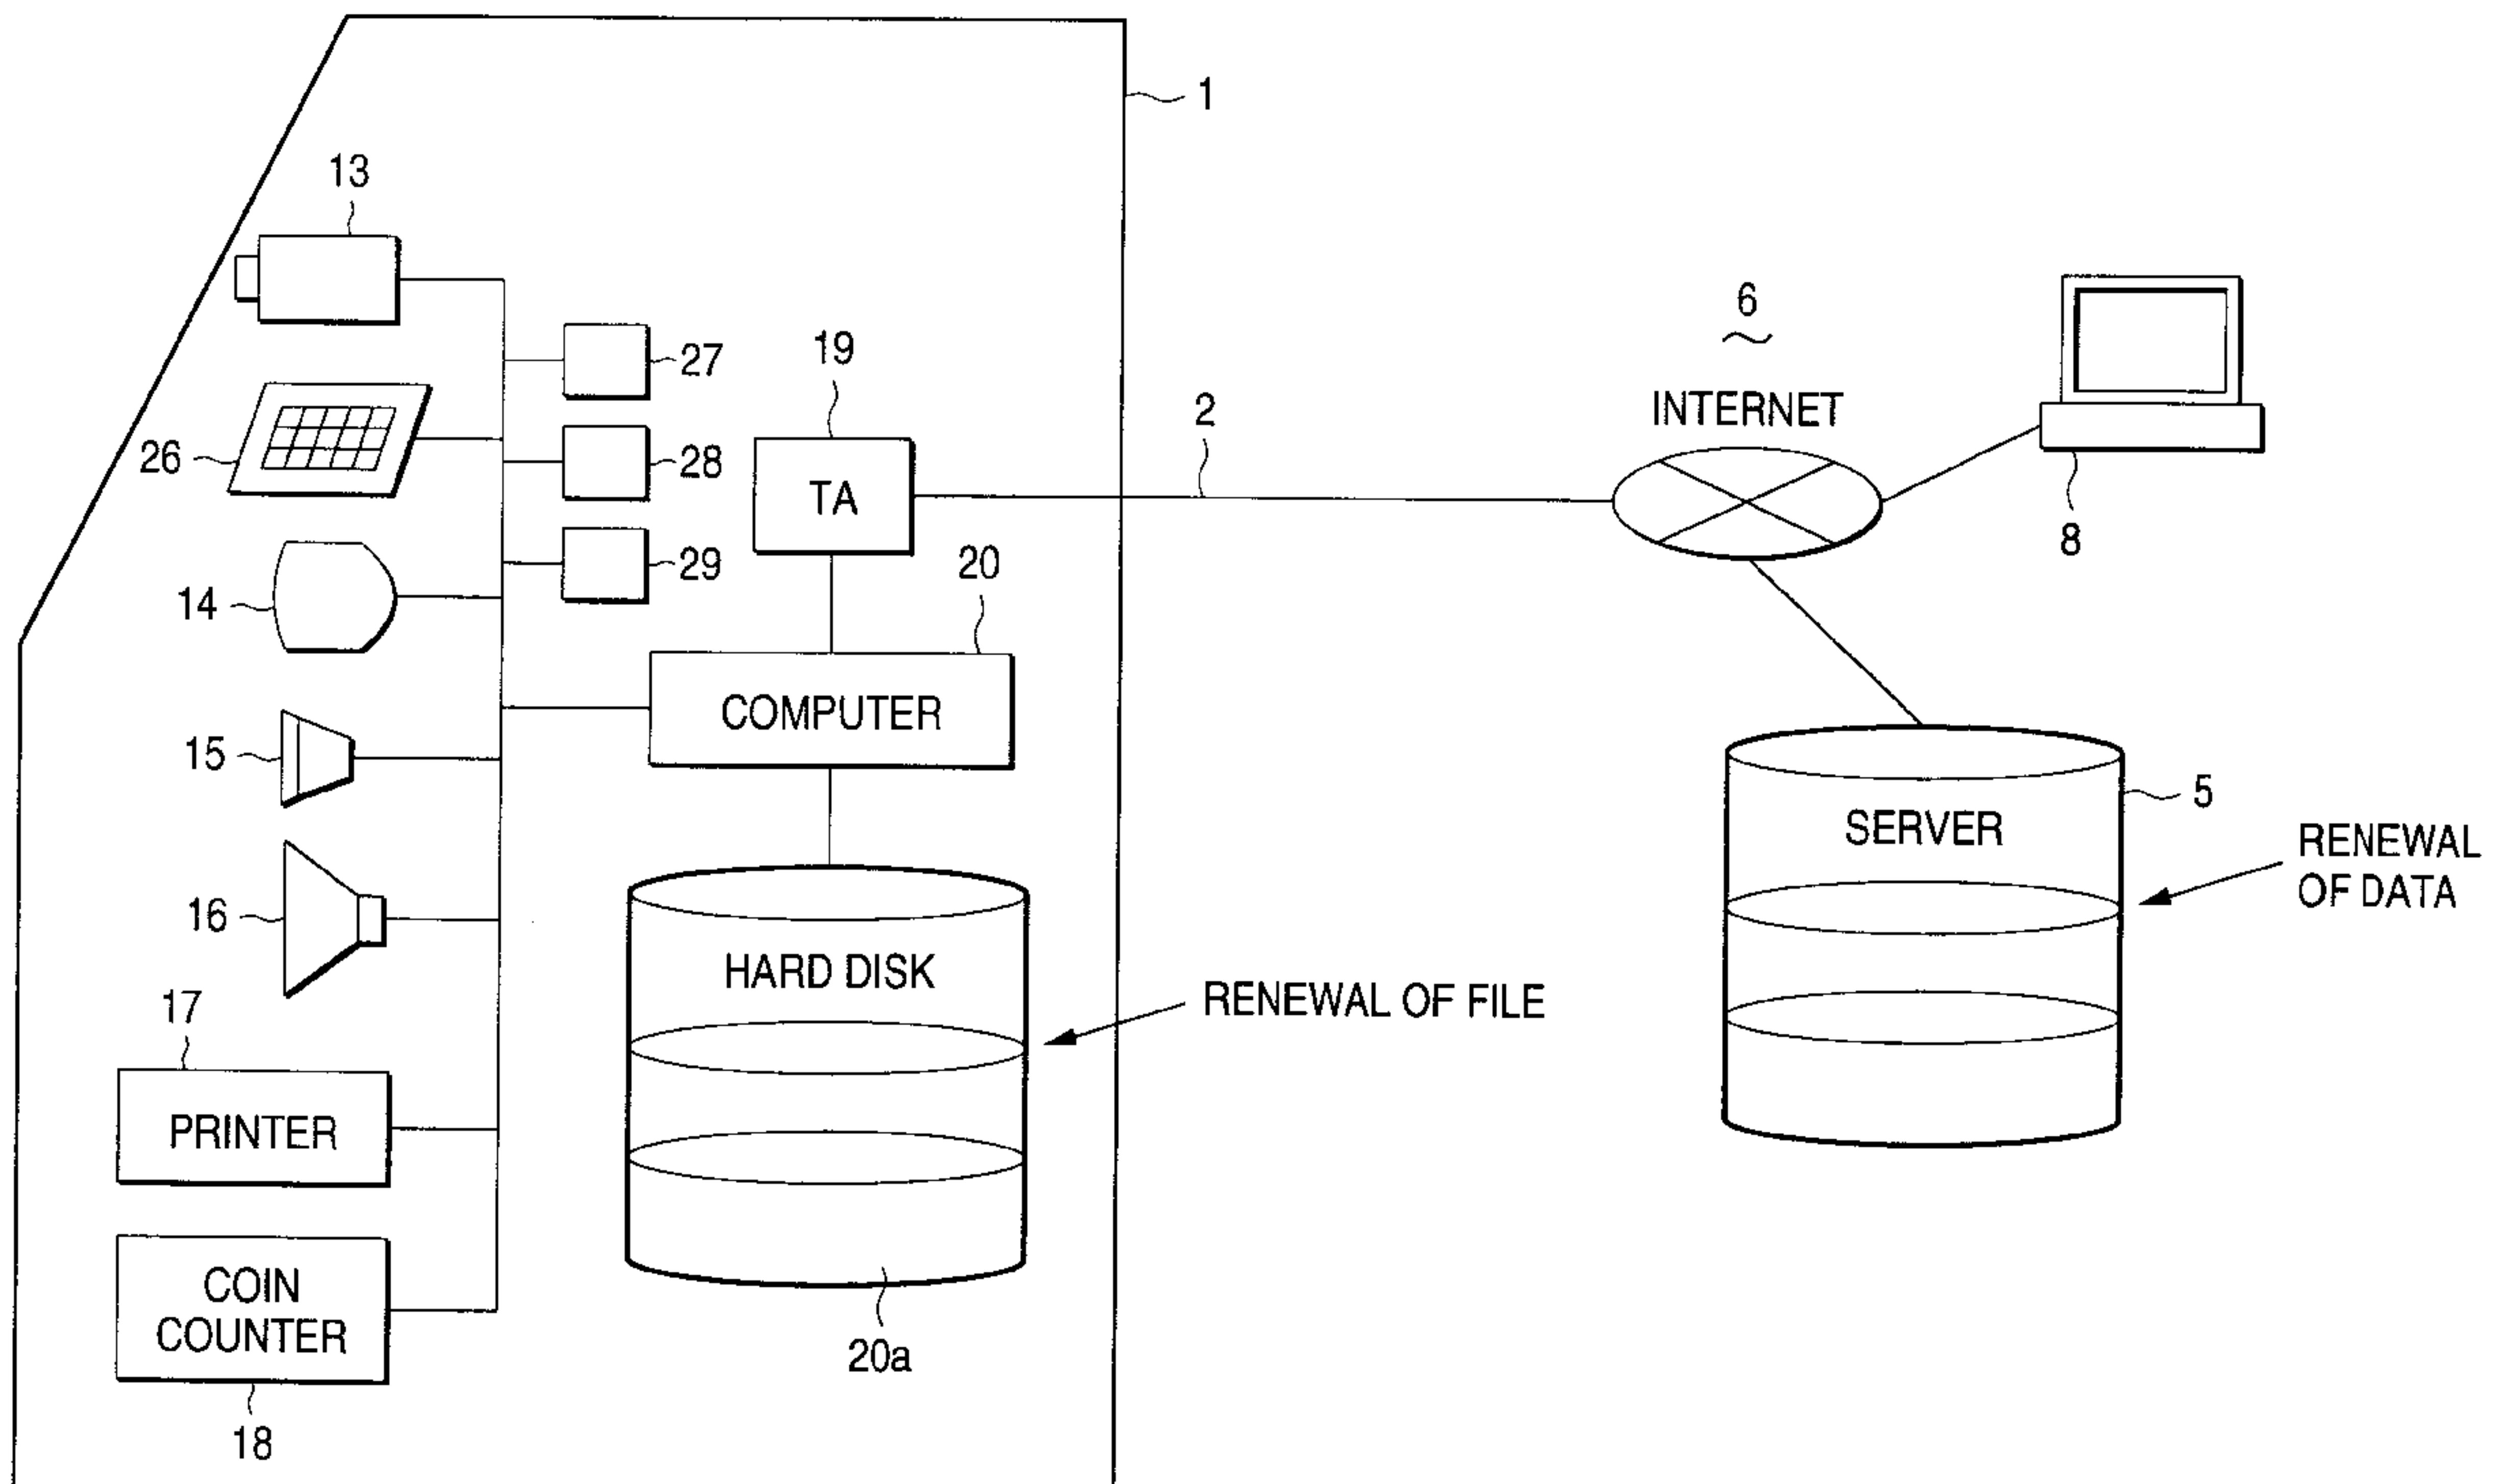 1
13
6
27
19
2
INTERNET
26
28
TA
8
29
20
14
COMPUTER
15
5
SERVER
RENEWAL
OF DATA
16
HARD DISK
17
RENEWAL OF FILE
PRINTER
COIN
COUNTER
20a
18